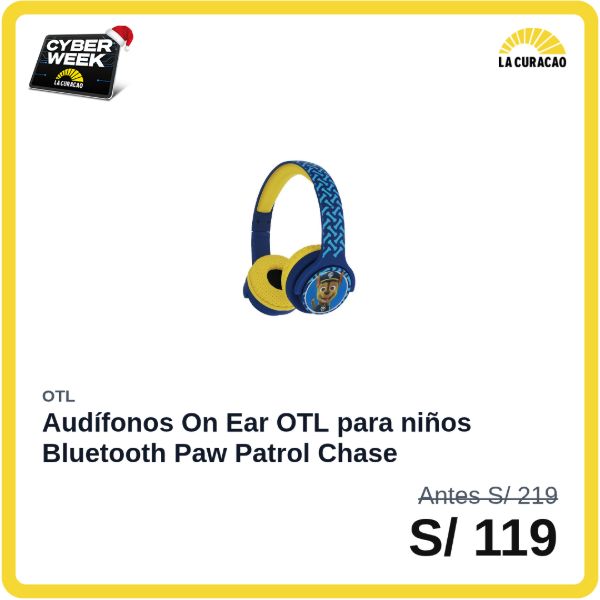 CYBER
WEEK
LA CURACAO
LA CURACAO
OTL
Audífonos On Ear OTL para niños
Bluetooth Paw Patrol Chase
Antes S/ 219
S/ 119